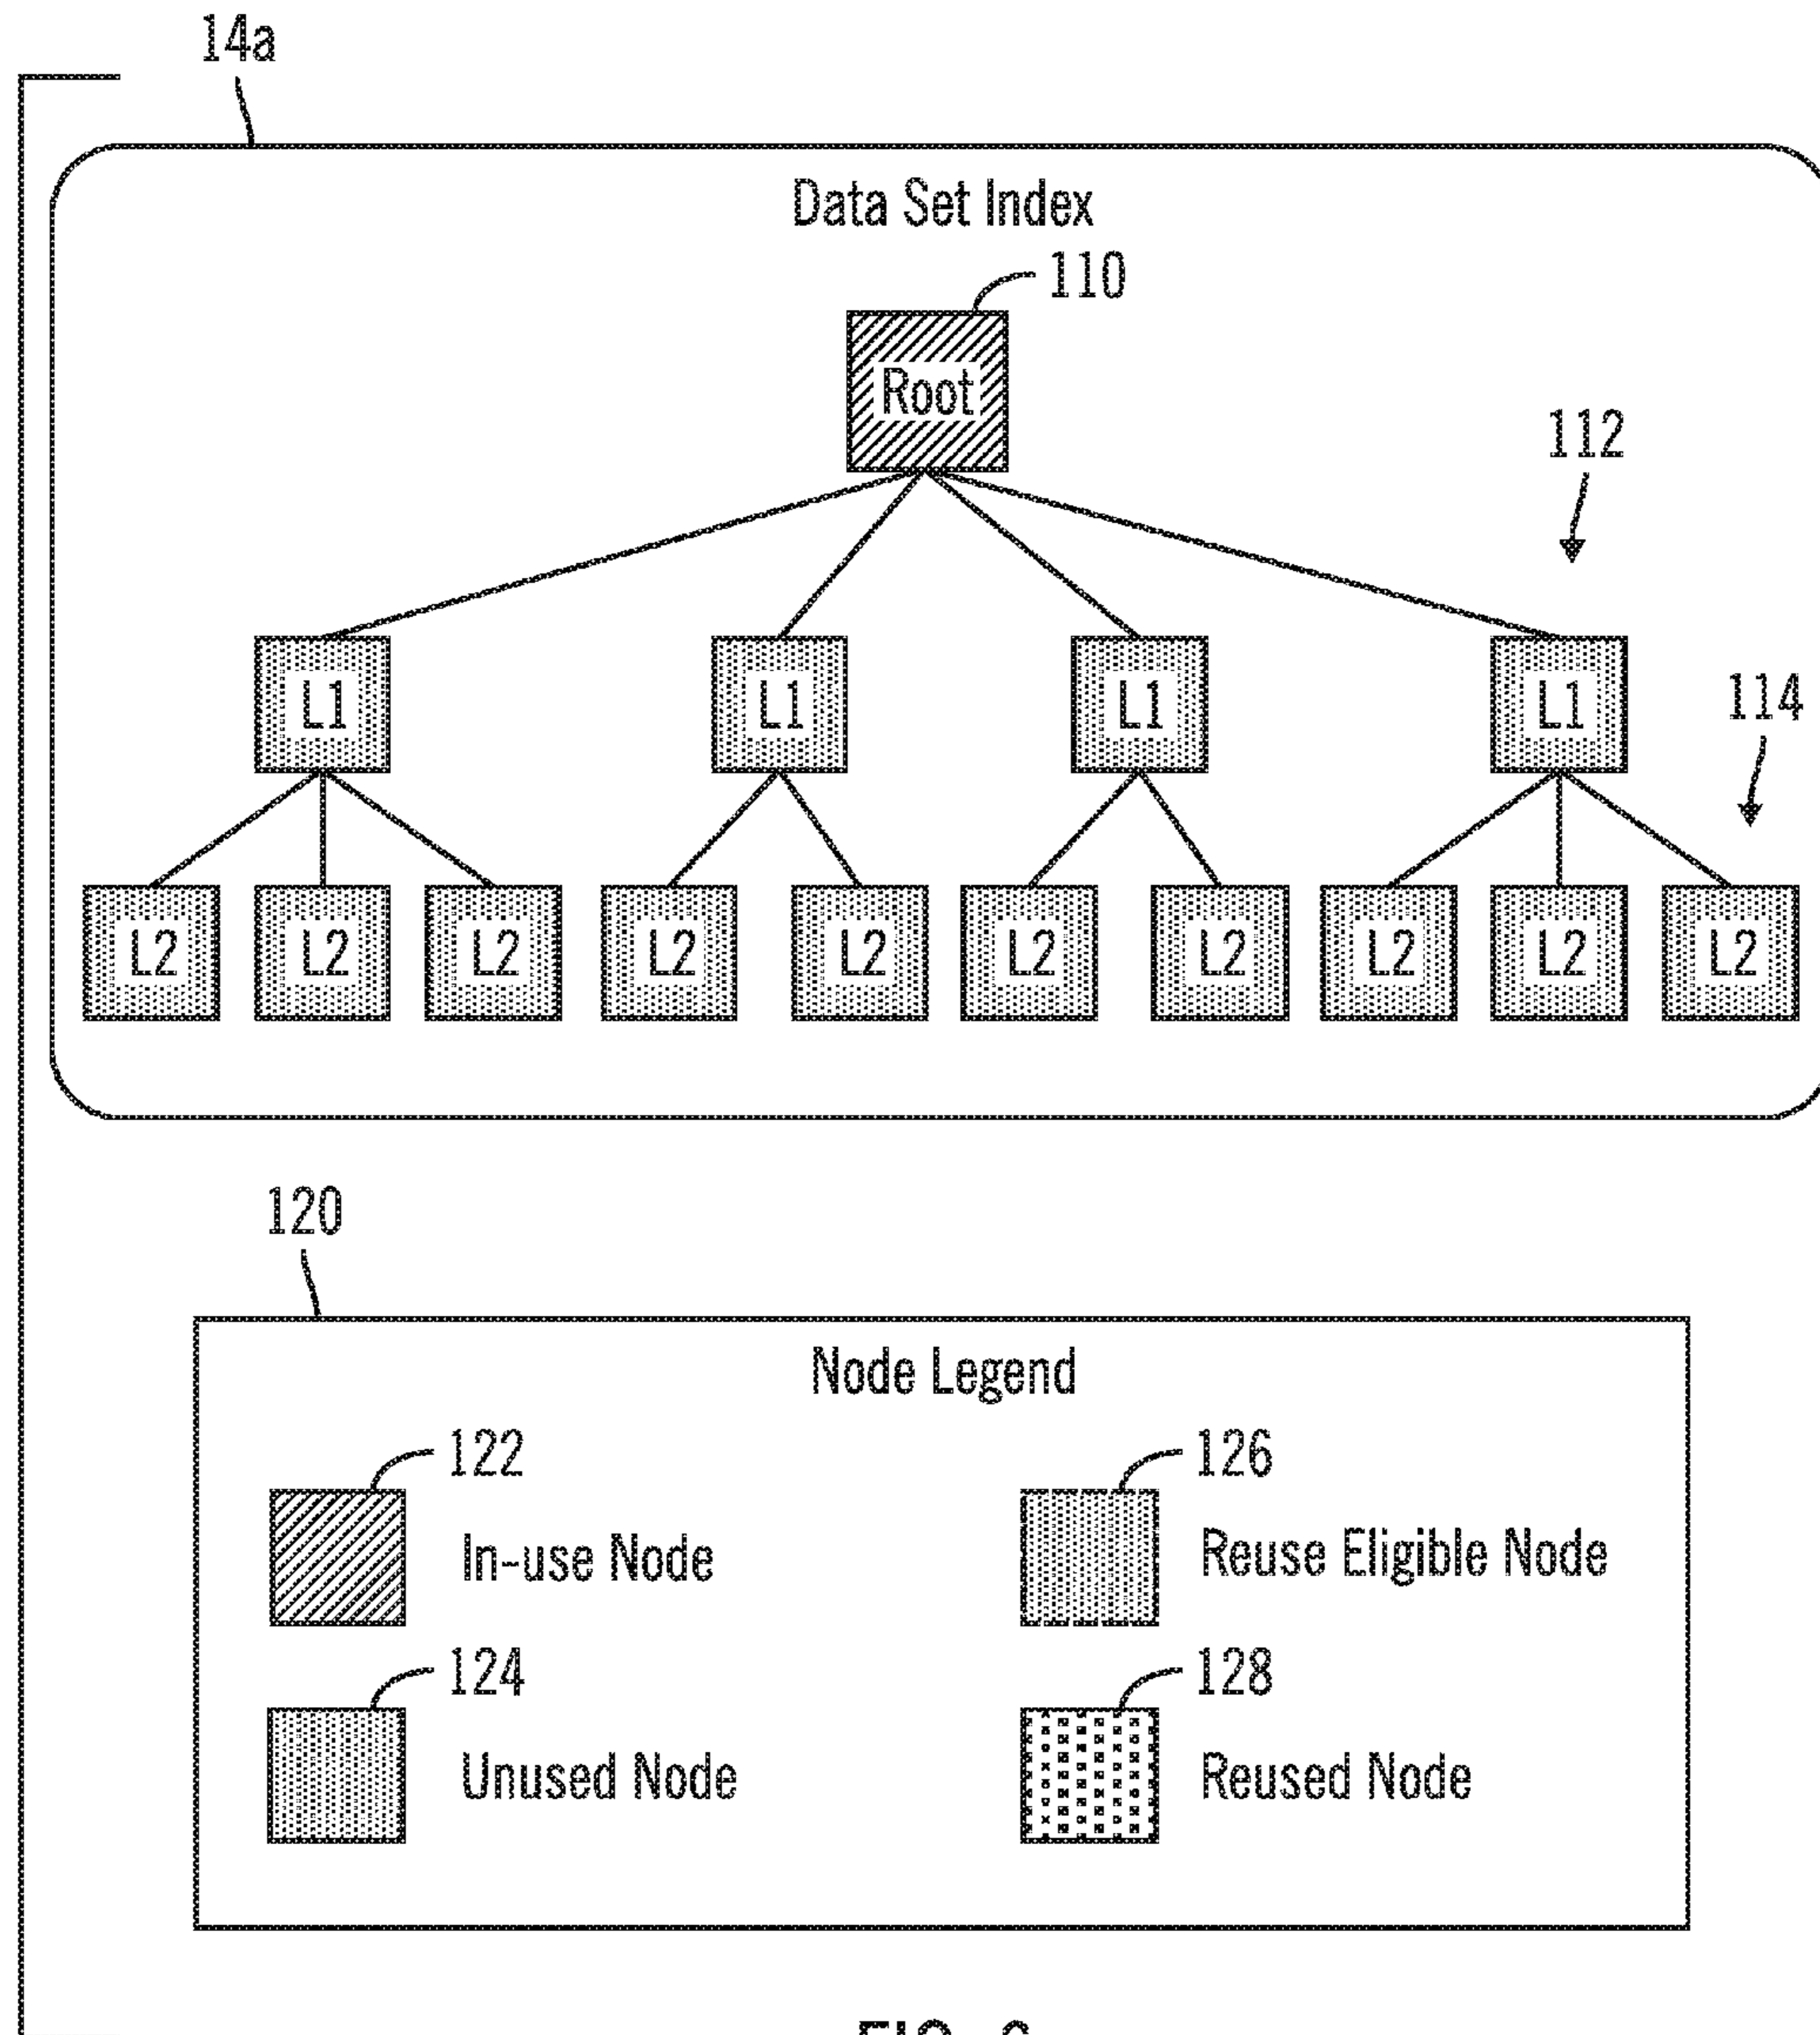 14a
Data Set Index
110
Root
112
L1 L1 L1 L1
114
L2 L2 L2 L2 L2 L2 L2 L2 L2 L2
120
Node Legend
122 126
In-use Node Reuse Eligible Node
124 128
Unused Node Reused Node